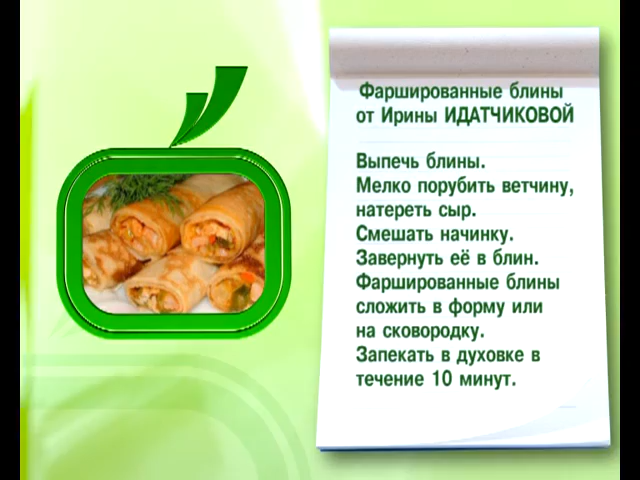 Фаршированные блины
от Ирины ИДАТЧИКОВОЙ
Выпечь блины.
Мелко порубить ветчину,
натереть сыр.
Смешать начинку.
Завернуть её в блин.
Фаршированные блины
сложить в форму или
на сковородку.
Запекать в духовке в
течение 10 минут.